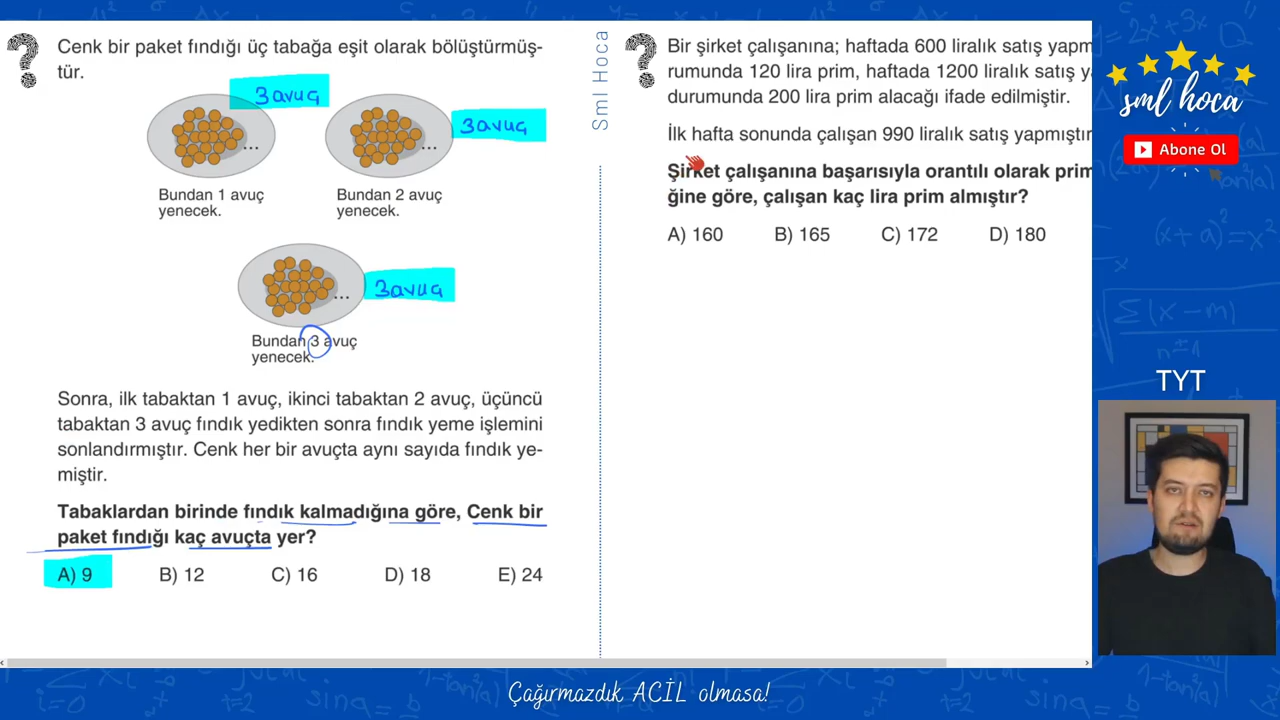 Cenk bir paket fındığı üç tabağa eşit olarak bölüştürmüş-
tür.
3avuç
3avuç
...
...
Bundan 1 avuç
yenecek.
Bundan 2 avuç
yenecek.
3avuç
...
Bundan 3 avuç
yenecek.
Sonra, ilk tabaktan 1 avuç, ikinci tabaktan 2 avuç, üçüncü
tabaktan 3 avuç fındık yedikten sonra fındık yeme işlemini
sonlandırmıştır. Cenk her bir avuçta aynı sayıda fındık ye-
miştir.
Tabaklardan birinde fındık kalmadığına göre, Cenk bir
paket fındığı kaç avuçta yer?
A) 9 B) 12 C) 16 D) 18 E) 24
Sml Hoca
Bir şirket çalışanına; haftada 600 liralık satış yapm
rumunda 120 lira prim, haftada 1200 liralık satış y
durumunda 200 lira prim alacağı ifade edilmiştir.
İlk hafta sonunda çalışan 990 liralık satış yapmıştır
Şirket çalışanına başarısıyla orantılı olarak prim
ğine göre, çalışan kaç lira prim almıştır?
A) 160 B) 165 C) 172 D) 180
sml hoca
Abone Ol
TYT
Çağırmazdık ACİL olmasa!